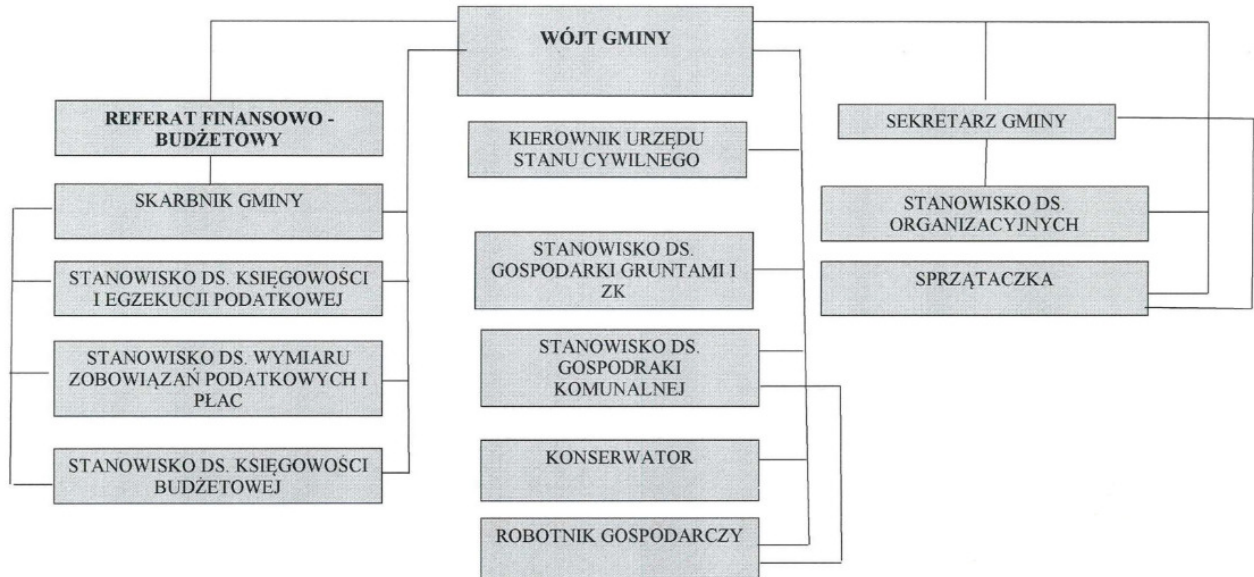 WÓJT GMINY
REFERAT FINANSOWO -
BUDŻETOWY
SKARBNIK GMINY
STANOWISKO DS. KSIĘGOWOŚCI
I EGZEKUCJI PODATKOWEJ
STANOWISKO DS. WYMIARU
ZOBOWIĄZAŃ PODATKOWYCH I
PŁAC
STANOWISKO DS. KSIĘGOWOŚCI
BUDŻETOWEJ
KIEROWNIK URZĘDU
STANU CYWILNEGO
STANOWISKO DS.
GOSPODARKI GRUNTAMI I
ZK
STANOWISKO DS.
GOSPODRAKI
KOMUNALNEJ
KONSERWATOR
ROBOTNIK GOSPODARCZY
SEKRETARZ GMINY
STANOWISKO DS.
ORGANIZACYJNYCH
SPRZĄTACZKA